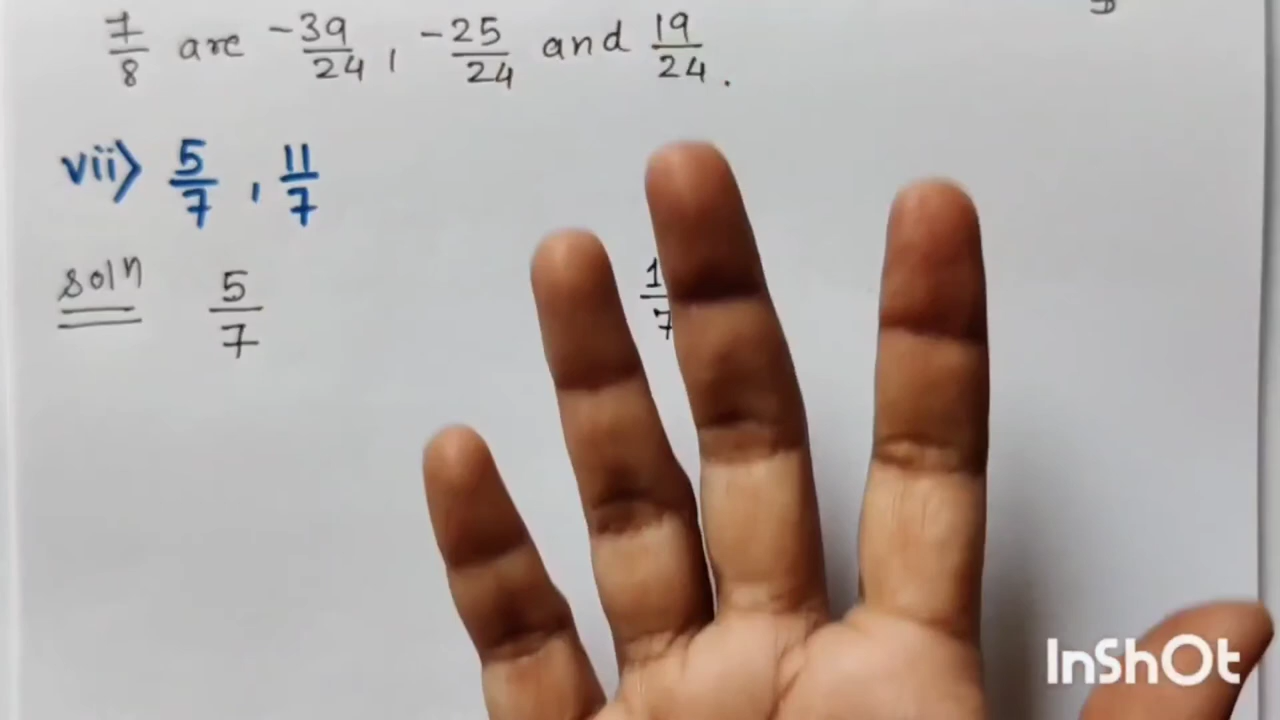 7/8 are -39/24, -25/24 and 19/24.
vii> 5/7, 11/7
soln 5/7
InShOt